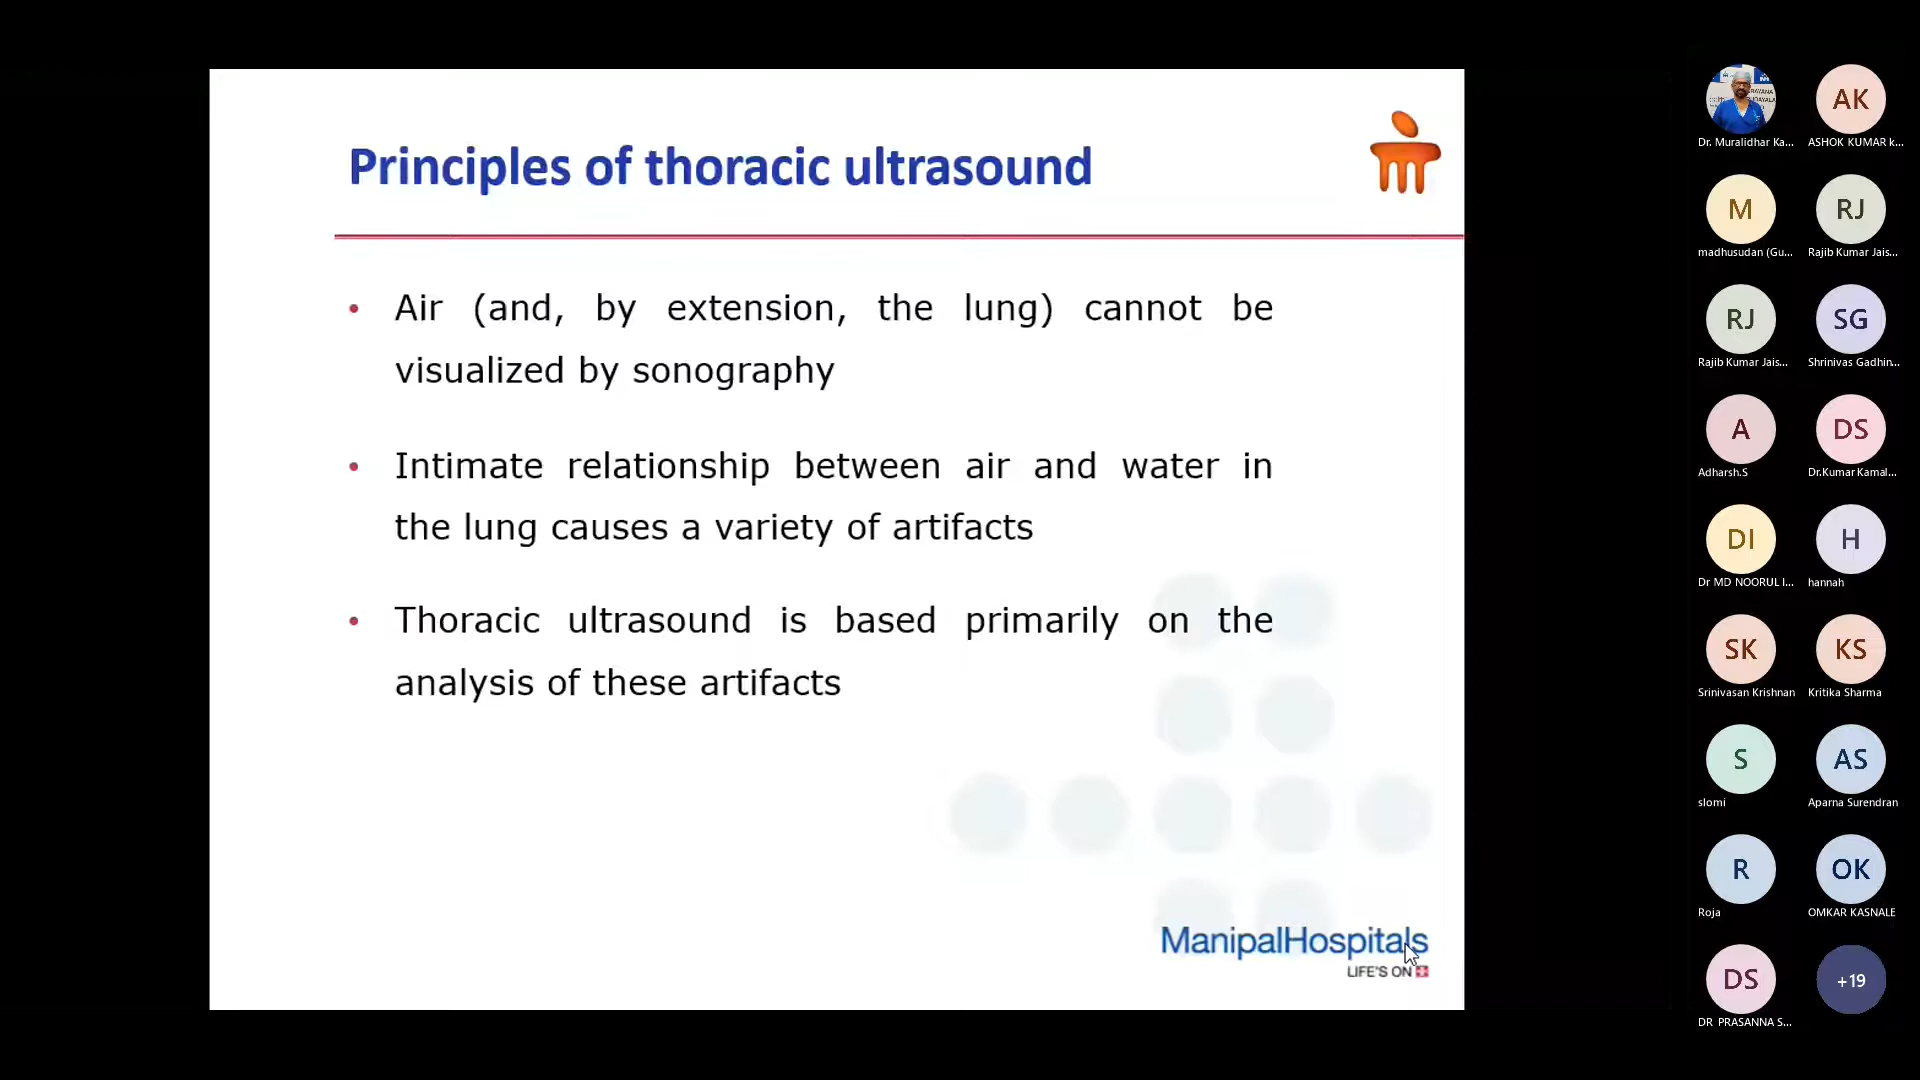 Principles of thoracic ultrasound
• Air (and, by extension, the lung) cannot be
visualized by sonography
• Intimate relationship between air and water in
the lung causes a variety of artifacts
• Thoracic ultrasound is based primarily on the
analysis of these artifacts
ManipalHospitals
LIFE'S ON
Dr. Muralidhar Ka...
AK
ASHOK KUMAR k...
M
madhusudan (Gu...
RJ
Rajib Kumar Jais...
RJ
Rajib Kumar Jais...
SG
Shrinivas Gadhin...
A
Adharsh.S
DS
Dr.Kumar Kamal...
DI
Dr MD NOORUL I...
H
hannah
SK
Srinivasan Krishnan
KS
Kritika Sharma
S
slomi
AS
Aparna Surendran
R
Roja
OK
OMKAR KASNALE
DS
DR PRASANNA S...
+19